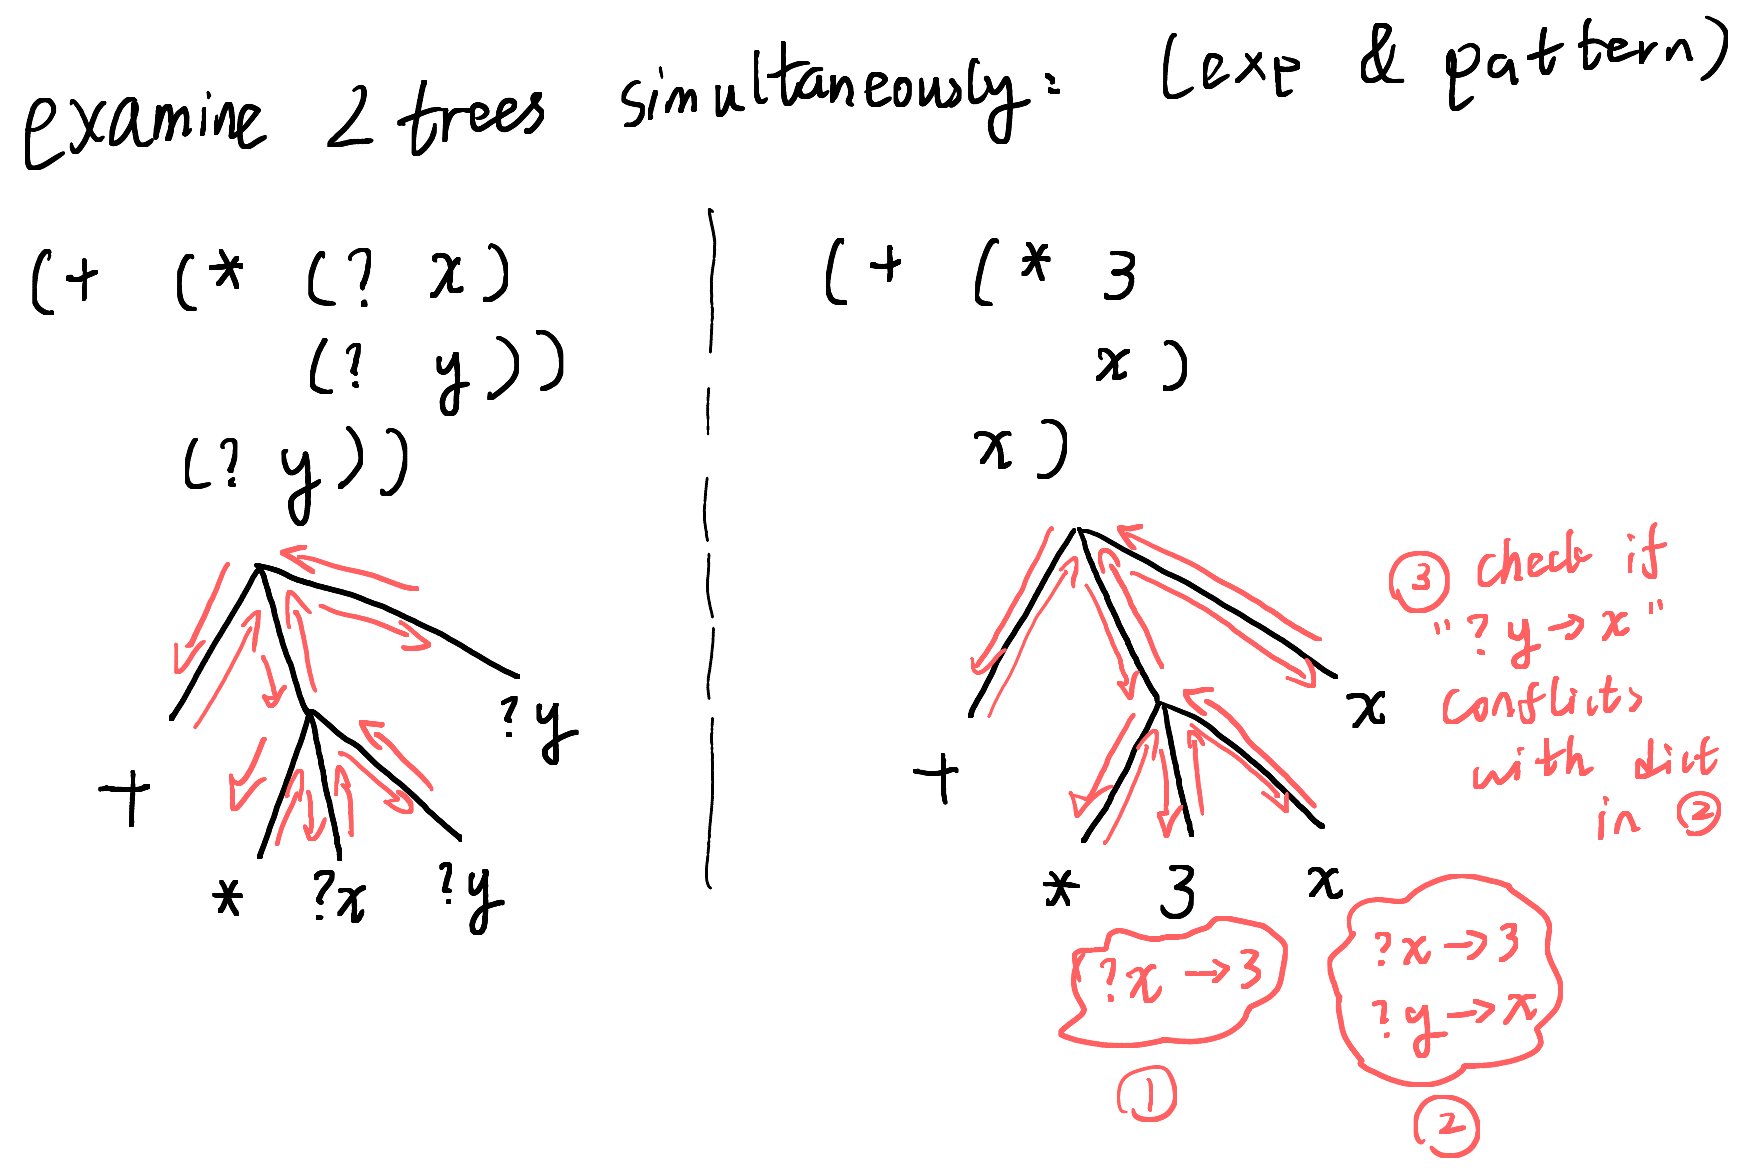 examine 2 trees simultaneously: (exp & pattern)
(+ (* (? x)
(? y))
(? y))
+
* ?x ?y
?y
(+ (* 3
x)
x)
+
* 3 x
x
?x → 3
①
?x → 3
?y → x
②
③ check if
"?y → x"
conflicts
with dict
in ②